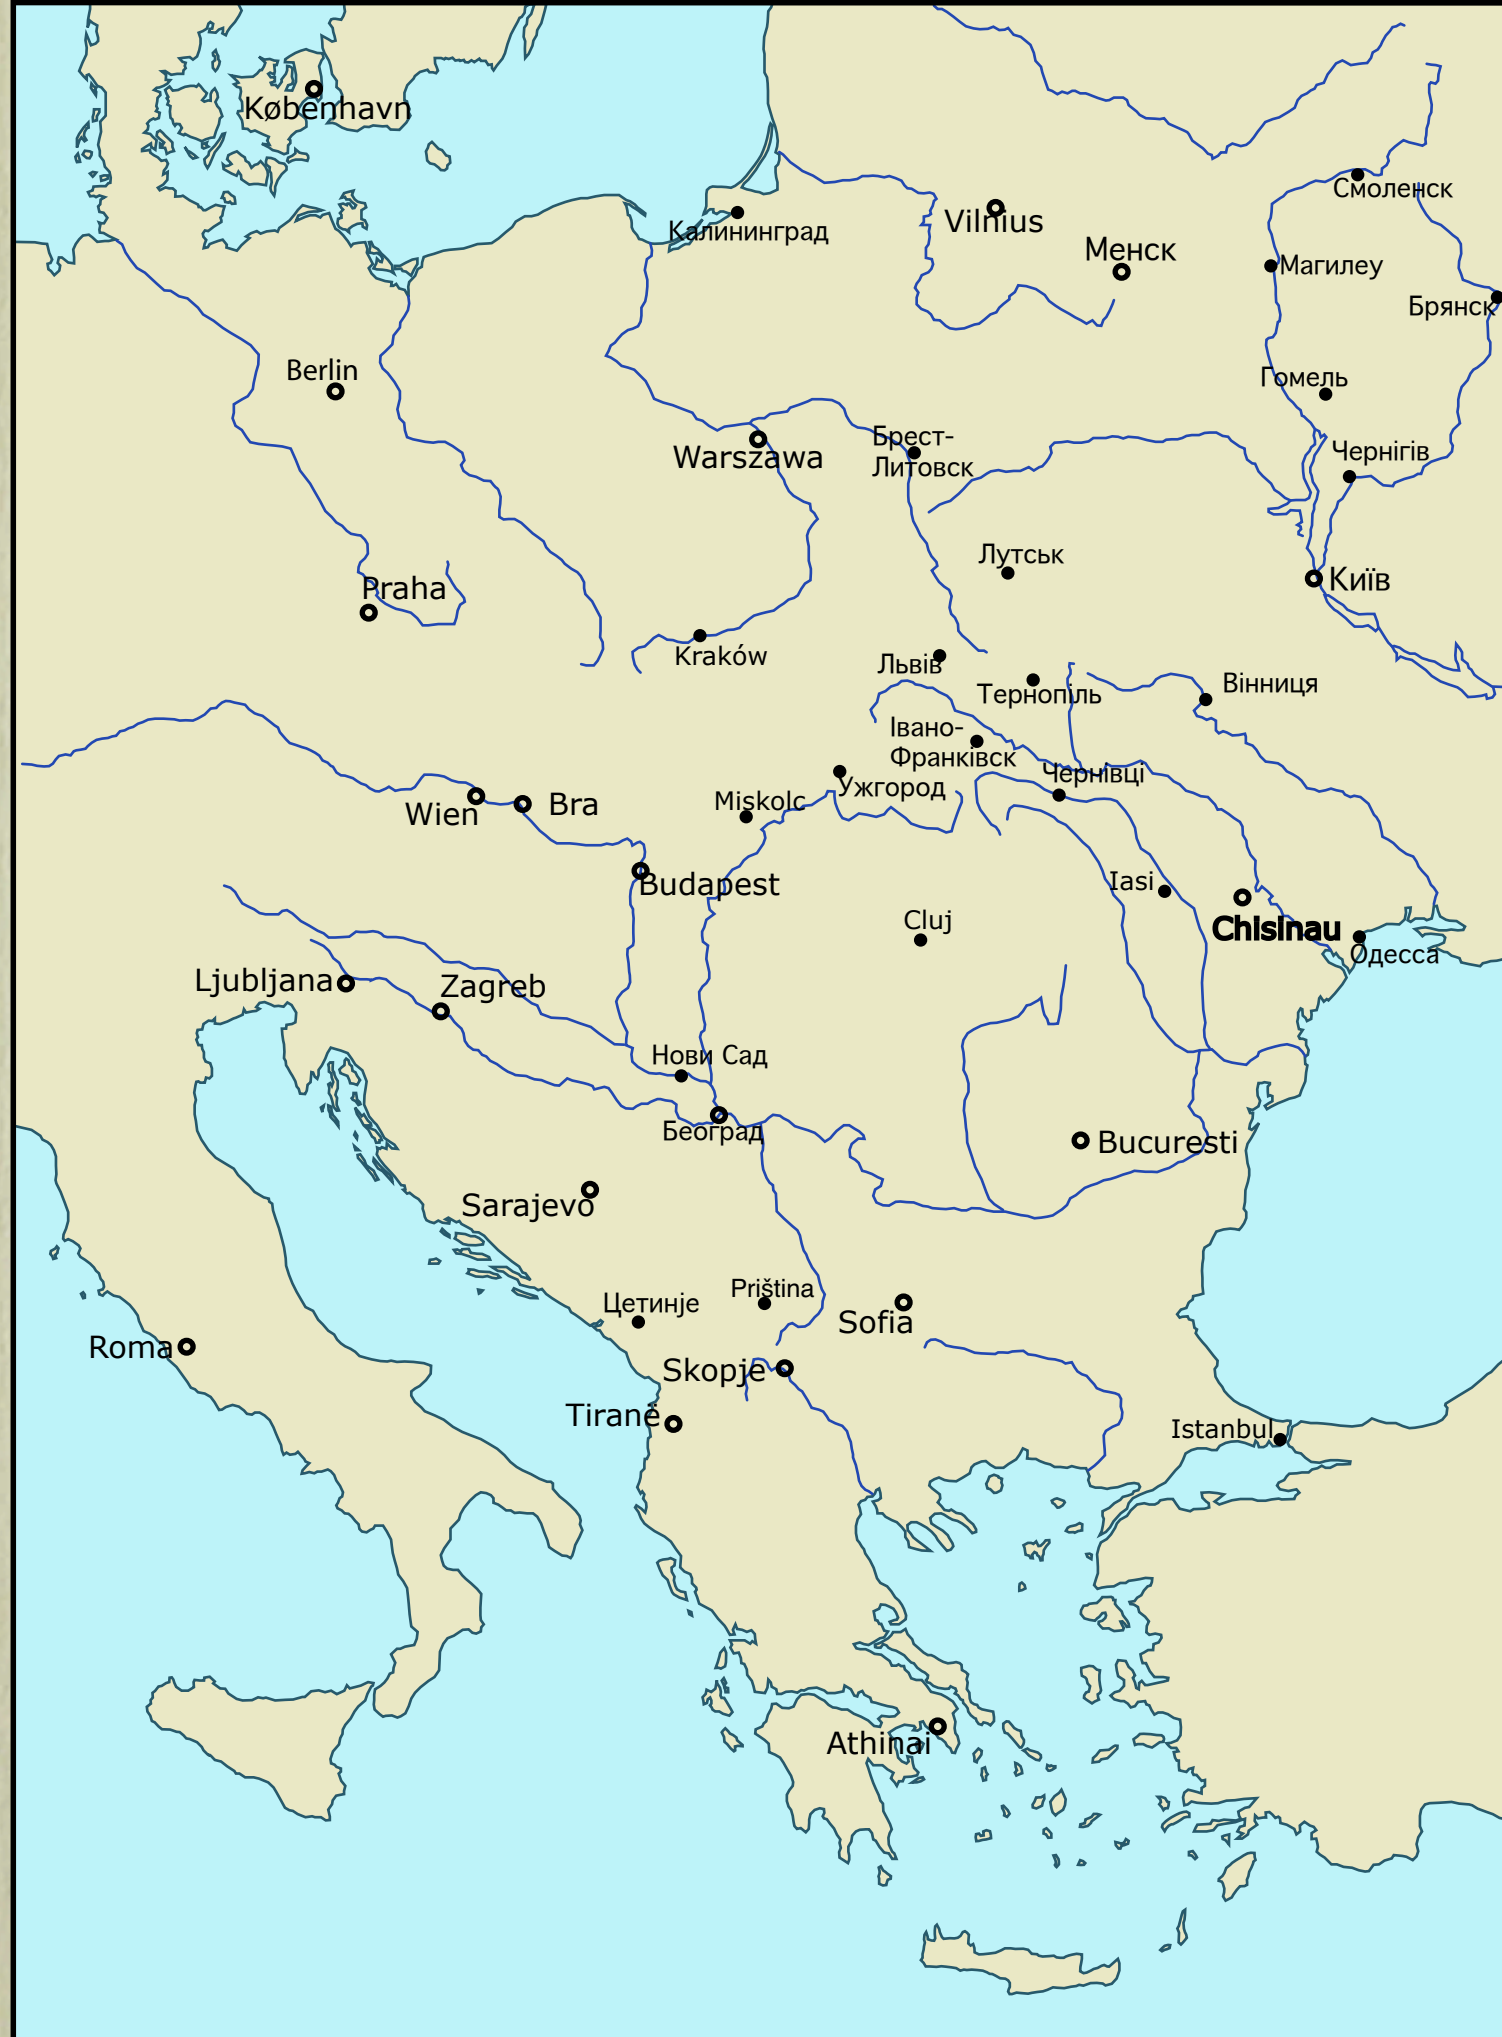 København
Смоленск
Калининград
Vilnius
Менск
Магилеу
Брянск
Berlin
Гомель
Warszawa
Брест-
Литовск
Чернігів
Лутськ
Київ
Praha
Kraków
Львів
Тернопіль
Вінниця
Івано-
Франківск
Чернівці
Ужгород
Miskolc
Wien
Bra
Budapest
Iasi
Cluj
Chisinau
Одесса
Ljubljana
Zagreb
Нови Сад
Београд
Bucuresti
Sarajevo
Priština
Цетинје
Sofia
Roma
Skopje
Tiranë
Istanbul
Athinai